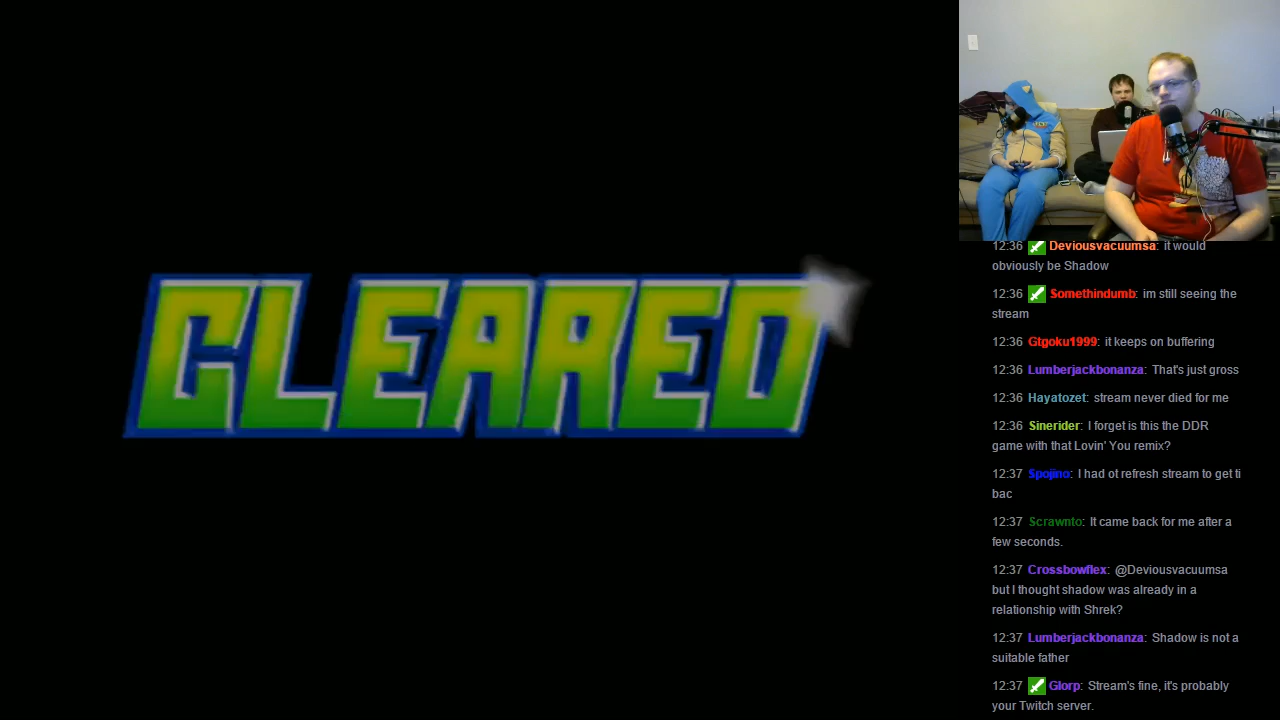 CLEARED
12:36 Deviousvacuumsa: it would
obviously be Shadow
12:36 Somethindumb: im still seeing the
stream
12:36 Gtgoku1999: it keeps on buffering
12:36 Lumberjackbonanza: That's just gross
12:36 Hayatozet: stream never died for me
12:36 Sinerider: I forget is this the DDR
game with that Lovin' You remix?
12:37 Spojino: I had ot refresh stream to get ti
bac
12:37 Scrawnto: It came back for me after a
few seconds.
12:37 Crossbowflex: @Deviousvacuumsa
but I thought shadow was already in a
relationship with Shrek?
12:37 Lumberjackbonanza: Shadow is not a
suitable father
12:37 Glorp: Stream's fine, it's probably
your Twitch server.